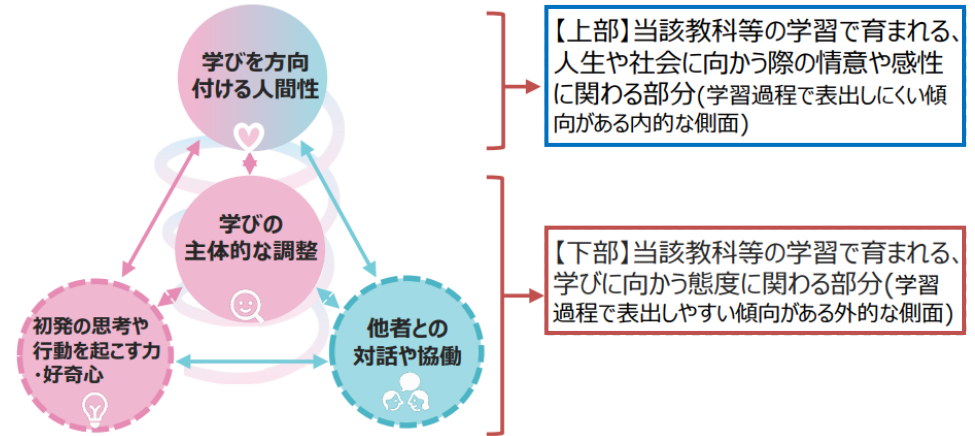 学びを方向
付ける人間性
【上部】当該教科等の学習で育まれる、
人生や社会に向かう際の情意や感性
に関わる部分(学習過程で表出しにくい傾
向がある内的な側面)
学びの
主体的な調整
【下部】当該教科等の学習で育まれる、
学びに向かう態度に関わる部分(学習
過程で表出しやすい傾向がある外的な側面)
初発の思考や
行動を起こす力
・好奇心
他者との
対話や協働